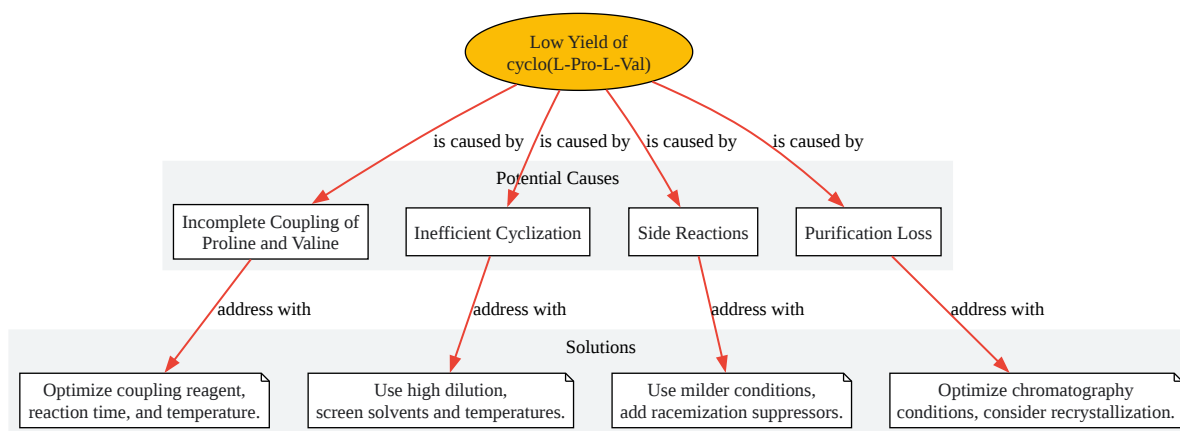 Low Yield of
cyclo(L-Pro-L-Val)
is caused by
is caused by
is caused by
is caused by
Potential Causes
Incomplete Coupling of
Proline and Valine
Inefficient Cyclization
Side Reactions
Purification Loss
address with
address with
address with
address with
Solutions
Optimize coupling reagent,
reaction time, and temperature.
Use high dilution,
screen solvents and temperatures.
Use milder conditions,
add racemization suppressors.
Optimize chromatography
conditions, consider recrystallization.